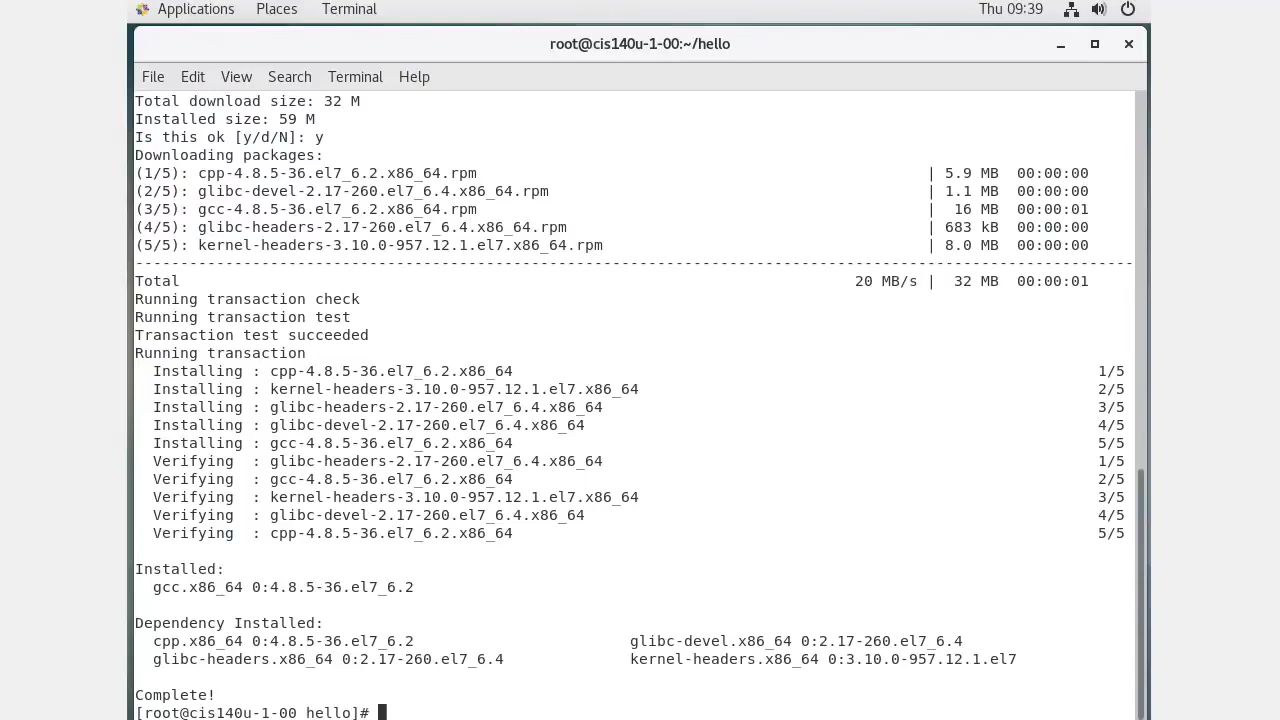 Applications Places Terminal Thu 09:39
root@cis140u-1-00:~/hello
File Edit View Search Terminal Help
Total download size: 32 M
Installed size: 59 M
Is this ok [y/d/N]: y
Downloading packages:
(1/5): cpp-4.8.5-36.el7_6.2.x86_64.rpm | 5.9 MB 00:00:00
(2/5): glibc-devel-2.17-260.el7_6.4.x86_64.rpm | 1.1 MB 00:00:00
(3/5): gcc-4.8.5-36.el7_6.2.x86_64.rpm | 16 MB 00:00:01
(4/5): glibc-headers-2.17-260.el7_6.4.x86_64.rpm | 683 kB 00:00:00
(5/5): kernel-headers-3.10.0-957.12.1.el7.x86_64.rpm | 8.0 MB 00:00:00
---------------------------------------------------------------------------------------------------------------
Total 20 MB/s | 32 MB 00:00:01
Running transaction check
Running transaction test
Transaction test succeeded
Running transaction
Installing : cpp-4.8.5-36.el7_6.2.x86_64 1/5
Installing : kernel-headers-3.10.0-957.12.1.el7.x86_64 2/5
Installing : glibc-headers-2.17-260.el7_6.4.x86_64 3/5
Installing : glibc-devel-2.17-260.el7_6.4.x86_64 4/5
Installing : gcc-4.8.5-36.el7_6.2.x86_64 5/5
Verifying : glibc-headers-2.17-260.el7_6.4.x86_64 1/5
Verifying : gcc-4.8.5-36.el7_6.2.x86_64 2/5
Verifying : kernel-headers-3.10.0-957.12.1.el7.x86_64 3/5
Verifying : glibc-devel-2.17-260.el7_6.4.x86_64 4/5
Verifying : cpp-4.8.5-36.el7_6.2.x86_64 5/5
Installed:
gcc.x86_64 0:4.8.5-36.el7_6.2
Dependency Installed:
cpp.x86_64 0:4.8.5-36.el7_6.2 glibc-devel.x86_64 0:2.17-260.el7_6.4
glibc-headers.x86_64 0:2.17-260.el7_6.4 kernel-headers.x86_64 0:3.10.0-957.12.1.el7
Complete!
[root@cis140u-1-00 hello]#